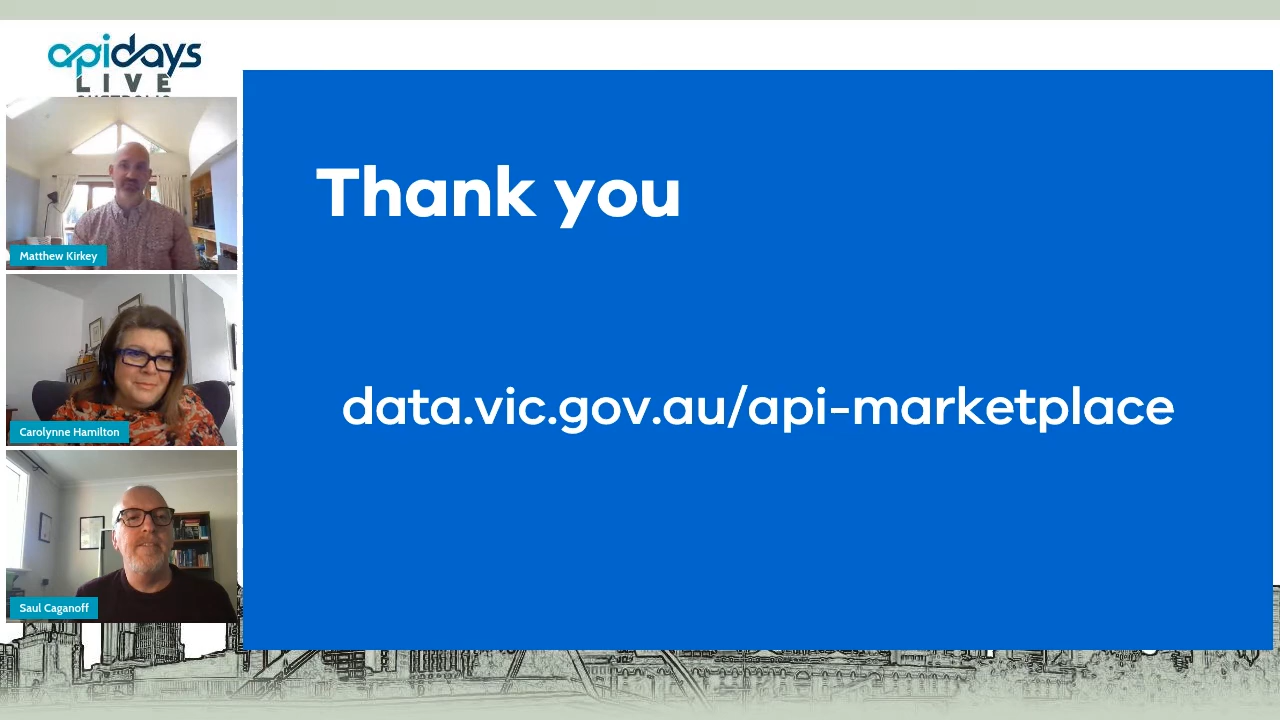 apidays
LIVE
Matthew Kirkey
Carolynne Hamilton
Saul Caganoff
Thank you
data.vic.gov.au/api-marketplace